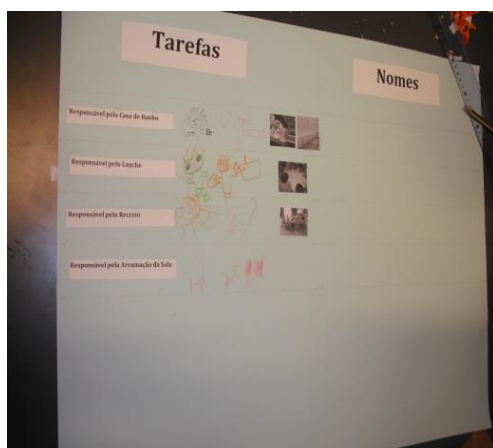 Tarefas
Nomes
Responsável pela Casa de Banho
Responsável pelo Lanche
Responsável pelo Recreio
Responsável pela Arrumação da Sala